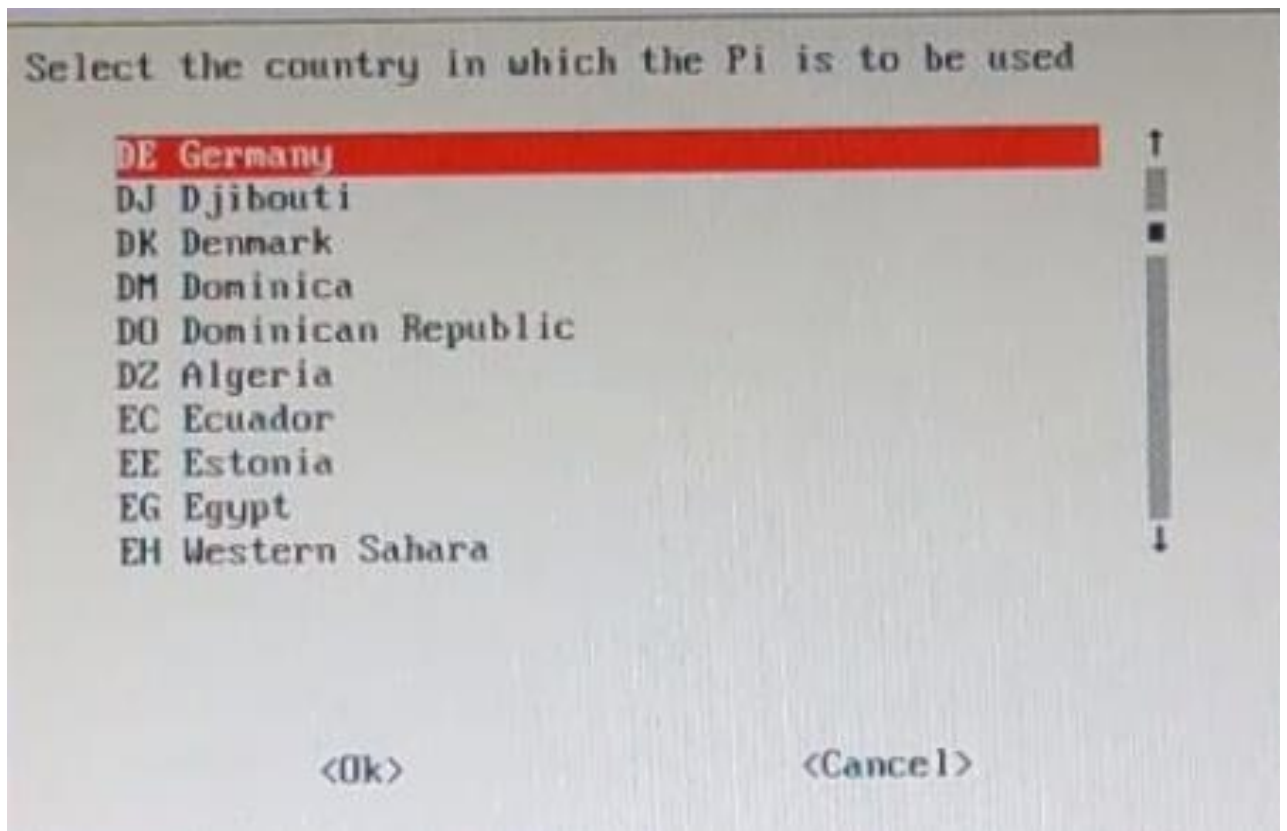 Select the country in which the Pi is to be used
DE Germany
DJ Djibouti
DK Denmark
DM Dominica
DO Dominican Republic
DZ Algeria
EC Ecuador
EE Estonia
EG Egypt
EH Western Sahara
<Ok> <Cancel>